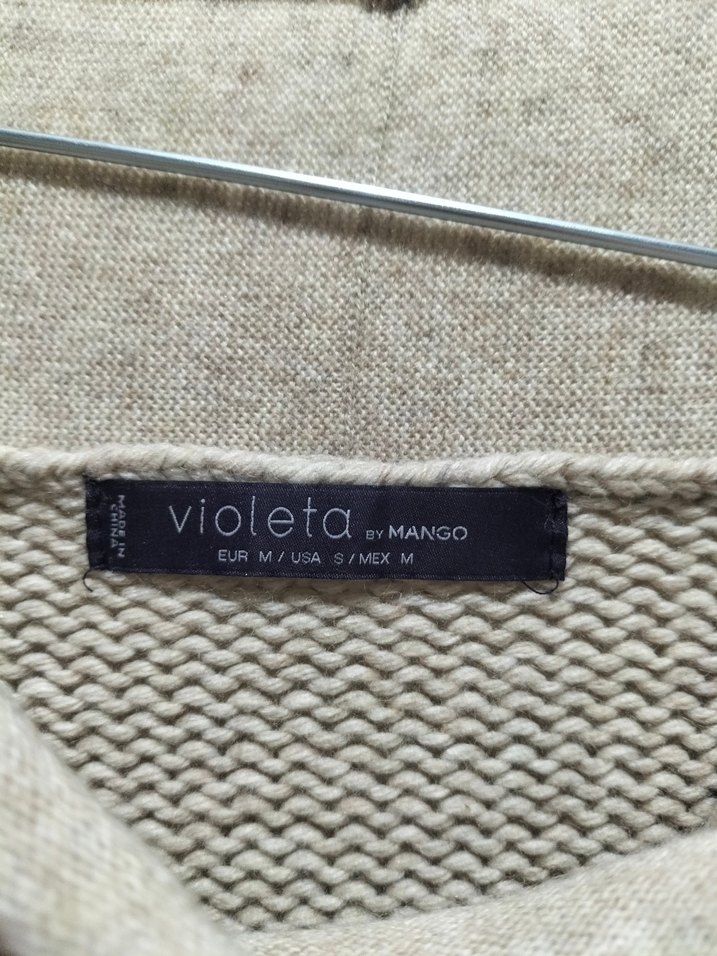 violeta BY MANGO
EUR M / USA S / MEX M
MADE IN
CHINA